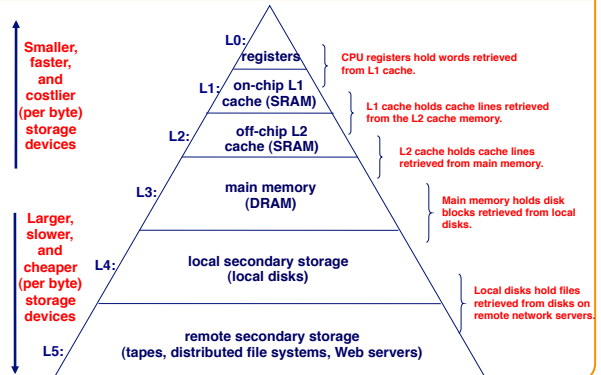 L0:
registers
CPU registers hold words retrieved
from L1 cache.
Smaller,
faster,
and
costlier
(per byte)
storage
devices
L1:
on-chip L1
cache (SRAM)
L1 cache holds cache lines retrieved
from the L2 cache memory.
L2:
off-chip L2
cache (SRAM)
L2 cache holds cache lines
retrieved from main memory.
L3:
main memory
(DRAM)
Main memory holds disk
blocks retrieved from local
disks.
Larger,
slower,
and
cheaper
(per byte)
storage
devices
L4:
local secondary storage
(local disks)
Local disks hold files
retrieved from disks on
remote network servers.
L5:
remote secondary storage
(tapes, distributed file systems, Web servers)